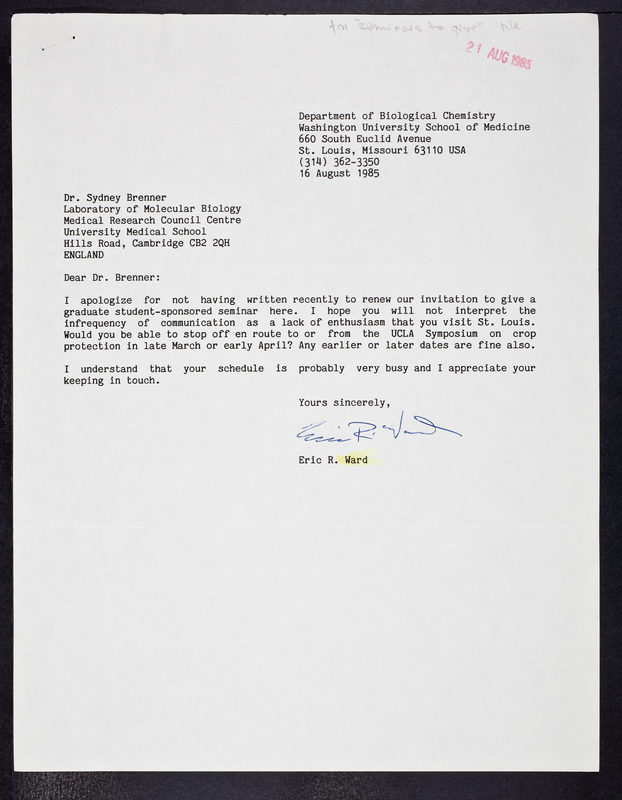 for "seminars to give" file
21 AUG 1985
Department of Biological Chemistry
Washington University School of Medicine
660 South Euclid Avenue
St. Louis, Missouri 63110 USA
(314) 362-3350
16 August 1985
Dr. Sydney Brenner
Laboratory of Molecular Biology
Medical Research Council Centre
University Medical School
Hills Road, Cambridge CB2 2QH
ENGLAND
Dear Dr. Brenner:
I apologize for not having written recently to renew our invitation to give a
graduate student-sponsored seminar here. I hope you will not interpret the
infrequency of communication as a lack of enthusiasm that you visit St. Louis.
Would you be able to stop off en route to or from the UCLA Symposium on crop
protection in late March or early April? Any earlier or later dates are fine also.
I understand that your schedule is probably very busy and I appreciate your
keeping in touch.
Yours sincerely,
Eric R. Ward
Eric R. Ward